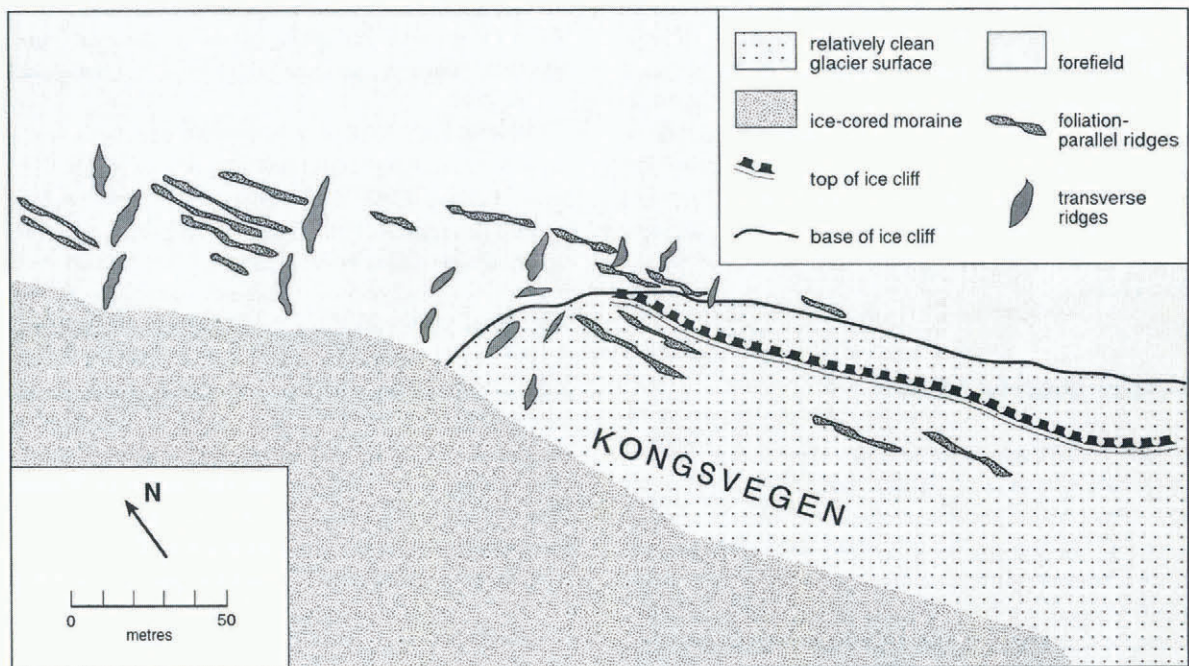 relatively clean
glacier surface
forefield
ice-cored moraine
foliation-
parallel ridges
top of ice cliff
transverse
ridges
base of ice cliff
KONGSVEGEN
N
0 50
metres